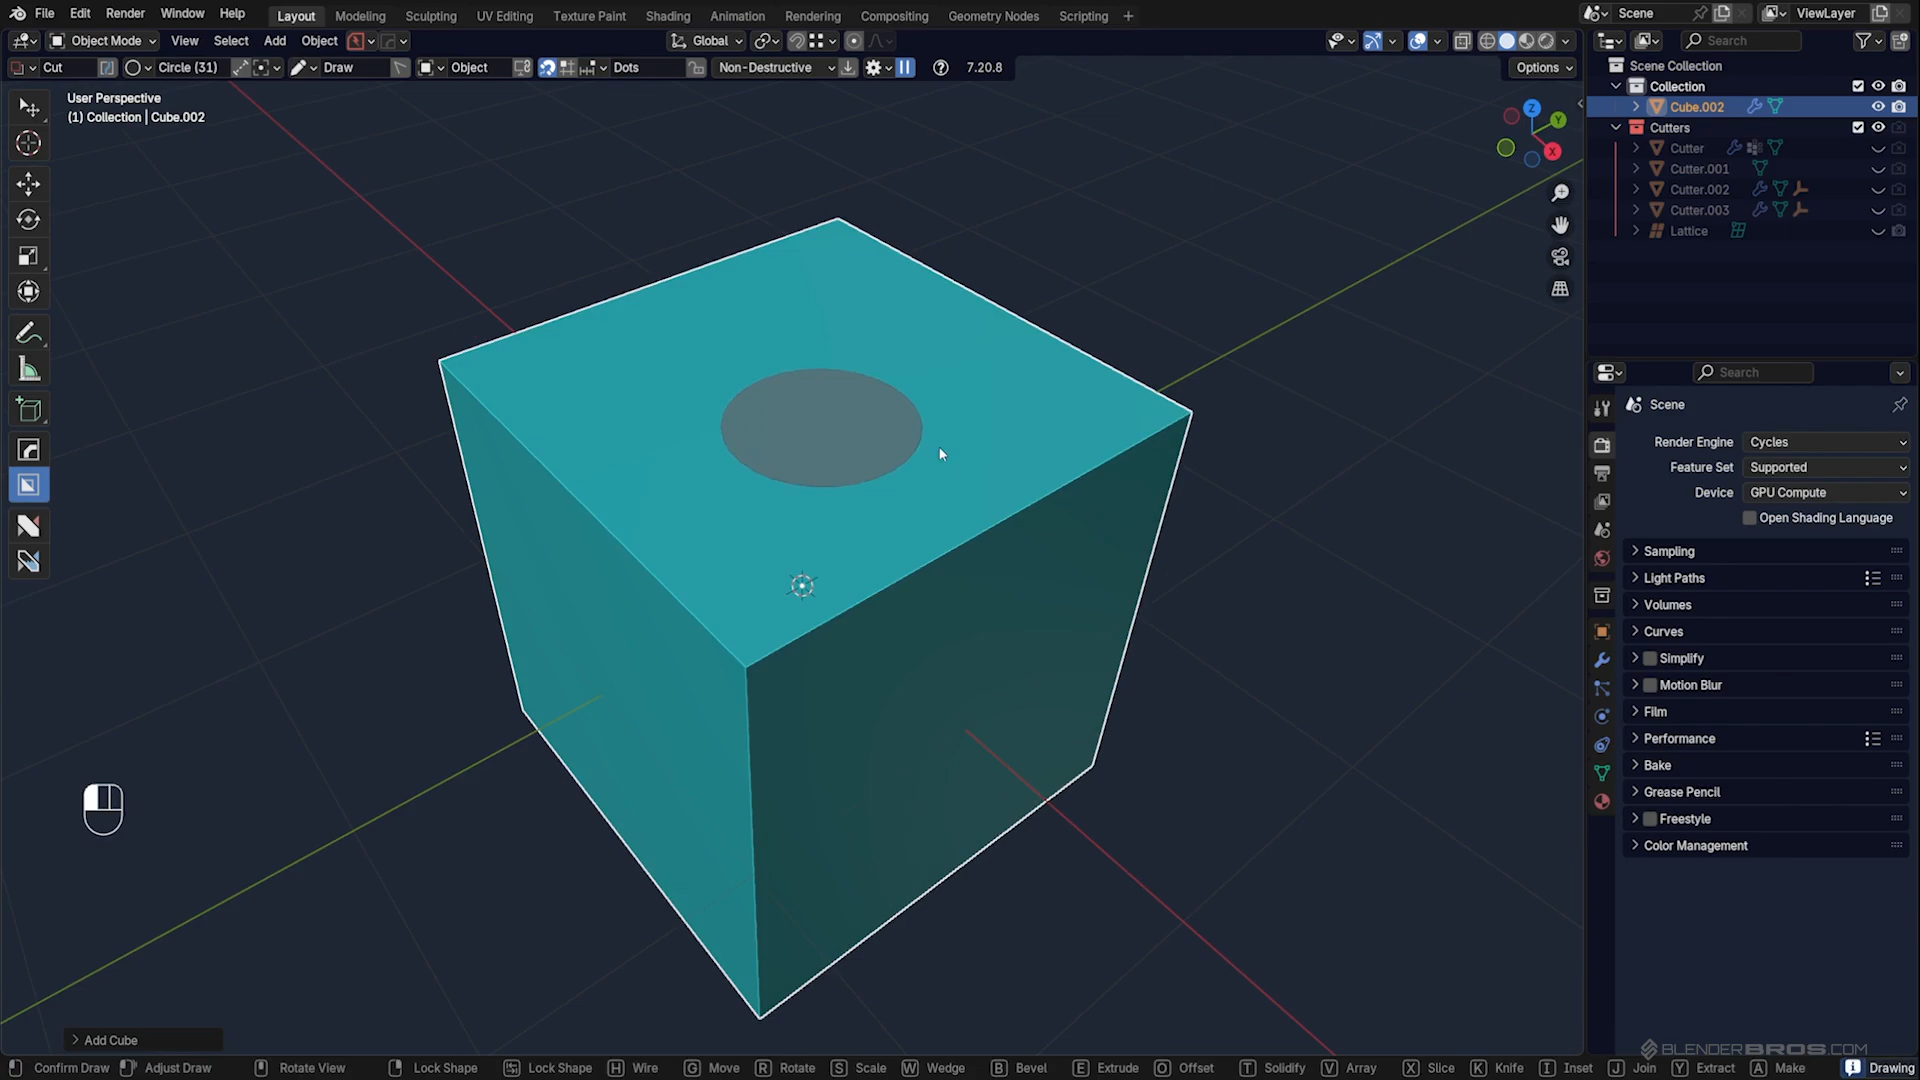 File Edit Render Window Help Layout Modeling Sculpting UV Editing Texture Paint Shading Animation Rendering Compositing Geometry Nodes Scripting + Scene ViewLayer
Object Mode View Select Add Object Global Search
Cut Circle (31) Draw Object Dots Non-Destructive 7.20.8 Options
User Perspective
(1) Collection | Cube.002
Z
Y
X
Scene Collection
Collection
Cube.002
Cutters
Cutter
Cutter.001
Cutter.002
Cutter.003
Lattice
Search
Scene
Render Engine Cycles
Feature Set Supported
Device GPU Compute
Open Shading Language
Sampling
Light Paths
Volumes
Curves
Simplify
Motion Blur
Film
Performance
Bake
Grease Pencil
Freestyle
Color Management
Add Cube
BLENDERBROS.COM
Confirm Draw Adjust Draw Rotate View Lock Shape Lock Shape H Wire G Move R Rotate S Scale W Wedge B Bevel E Extrude O Offset T Solidify V Array X Slice K Knife I Inset J Join Y Extract A Make Drawing